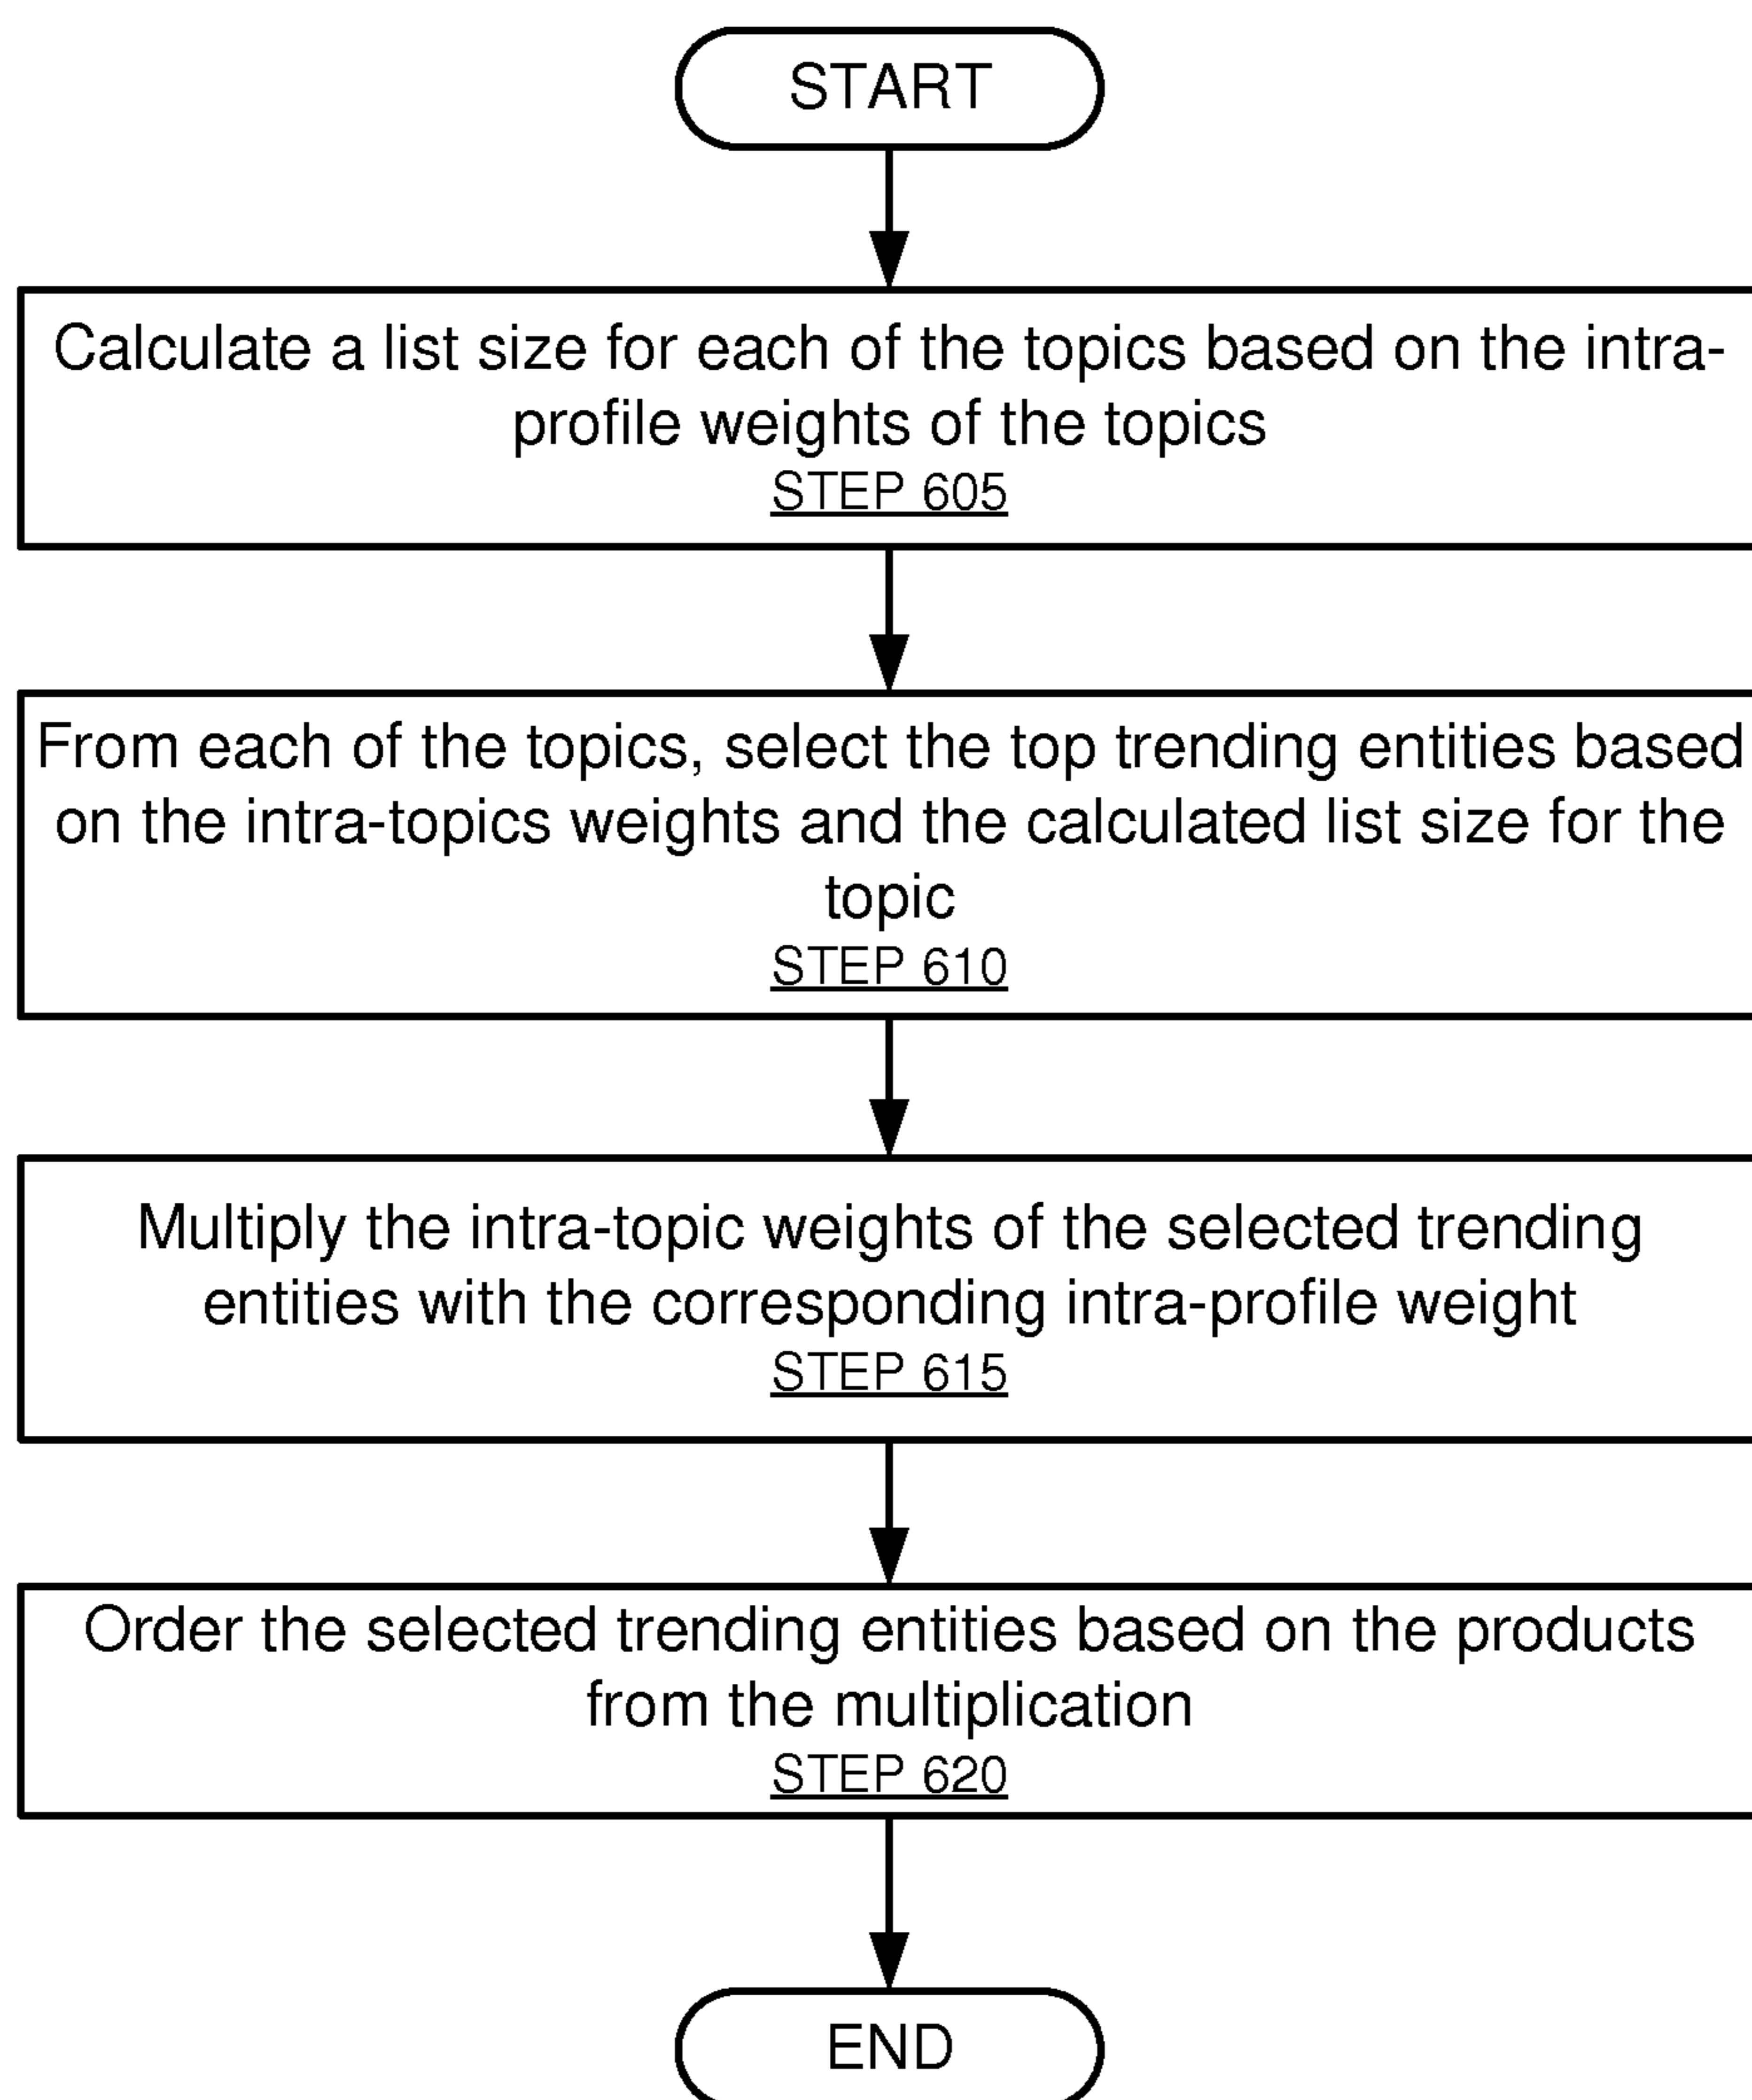 START
Calculate a list size for each of the topics based on the intra-
profile weights of the topics
STEP 605
From each of the topics, select the top trending entities based
on the intra-topics weights and the calculated list size for the
topic
STEP 610
Multiply the intra-topic weights of the selected trending
entities with the corresponding intra-profile weight
STEP 615
Order the selected trending entities based on the products
from the multiplication
STEP 620
END